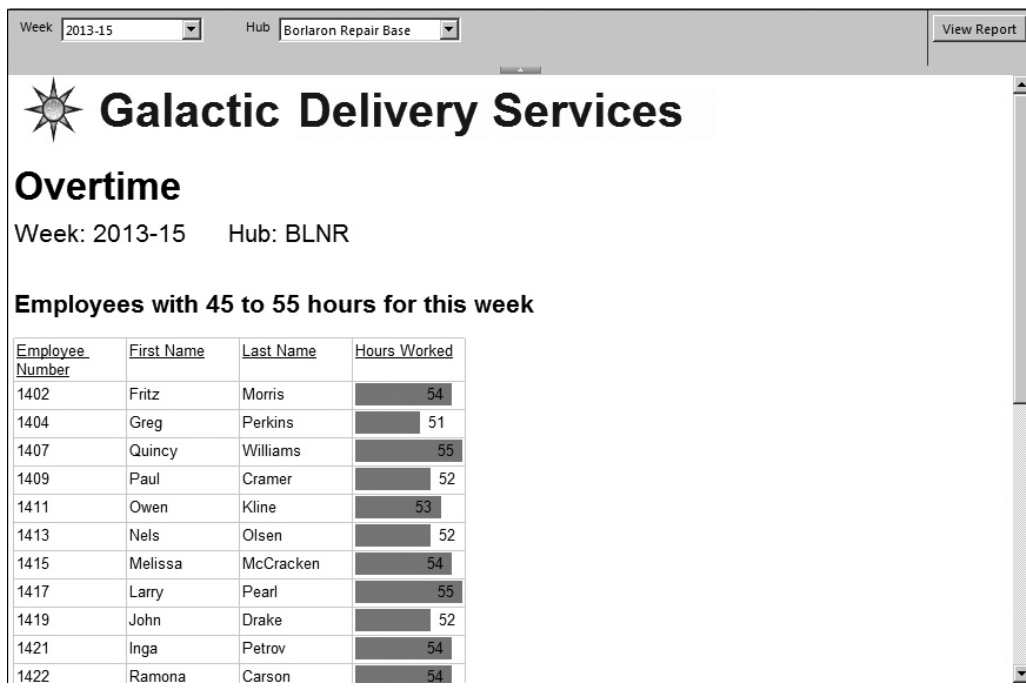 Week 2013-15 Hub Borlaron Repair Base View Report
Galactic Delivery Services
Overtime
Week: 2013-15 Hub: BLNR
Employees with 45 to 55 hours for this week
Employee Number First Name Last Name Hours Worked
1402 Fritz Morris 54
1404 Greg Perkins 51
1407 Quincy Williams 55
1409 Paul Cramer 52
1411 Owen Kline 53
1413 Nels Olsen 52
1415 Melissa McCracken 54
1417 Larry Pearl 55
1419 John Drake 52
1421 Inga Petrov 54
1422 Ramona Carson 54